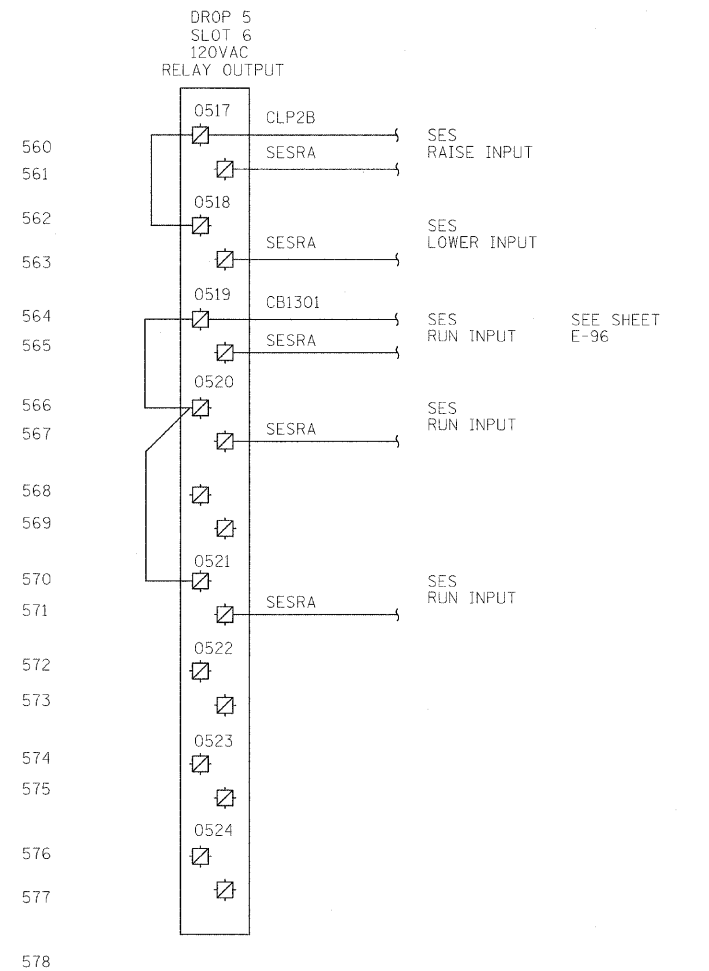 DROP 5
SLOT 6
120VAC
RELAY OUTPUT
0517
CLP2B
560
SES
RAISE INPUT
SESRA
561
0518
562
SES
LOWER INPUT
SESRA
563
0519
CB1301
564
SES
RUN INPUT
SEE SHEET
E-96
SESRA
565
0520
566
SES
RUN INPUT
SESRA
567
568
569
0521
570
SES
RUN INPUT
SESRA
571
0522
572
573
0523
574
575
0524
576
577
578